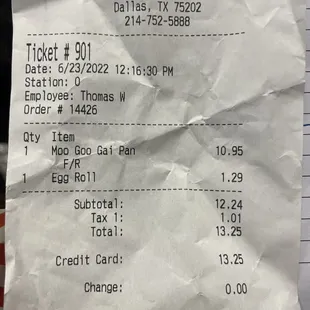 Dallas, TX 75202
214-752-5888
Ticket # 901
Date: 6/23/2022 12:16:30 PM
Station: 0
Employee: Thomas W
Order # 14426
Qty Item
1 Moo Goo Gai Pan 10.95
F/R
1 Egg Roll 1.29
Subtotal: 12.24
Tax 1: 1.01
Total: 13.25
Credit Card: 13.25
Change: 0.00